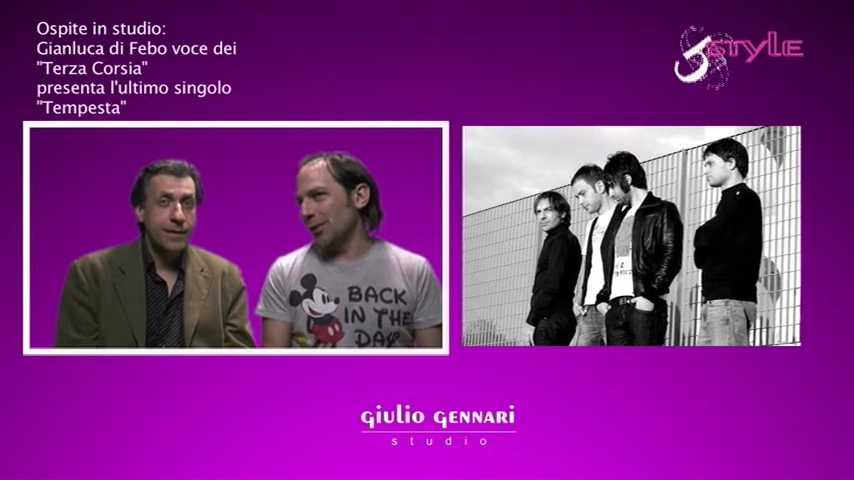 Ospite in studio:
Gianluca di Febo voce dei
"Terza Corsia"
presenta l'ultimo singolo
"Tempesta"
STYLE
BACK
IN THE
DAY
GIULIO GENNARI
studio